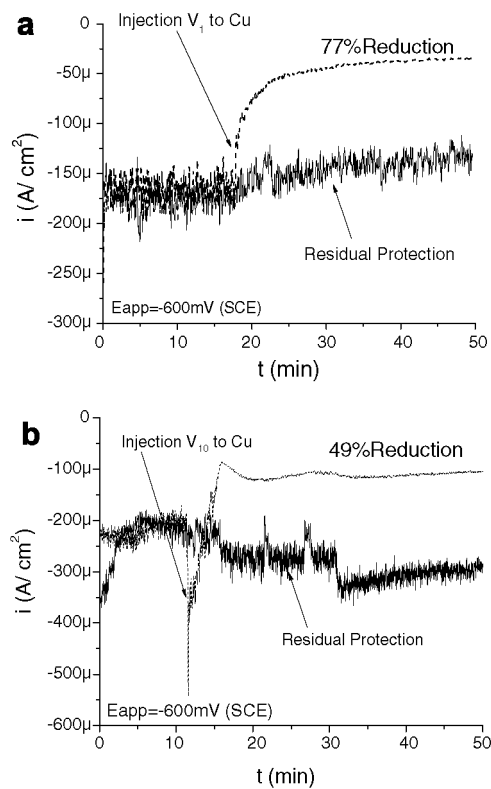 a
Injection V₁ to Cu
77%Reduction
Residual Protection
Eapp=-600mV (SCE)
0
-50µ
-100µ
-150µ
-200µ
-250µ
-300µ
i (A/ cm²)
0 10 20 30 40 50
t (min)
b
Injection V₁₀ to Cu
49%Reduction
Residual Protection
Eapp=-600mV (SCE)
0
-100µ
-200µ
-300µ
-400µ
-500µ
-600µ
i (A/ cm²)
0 10 20 30 40 50
t (min)